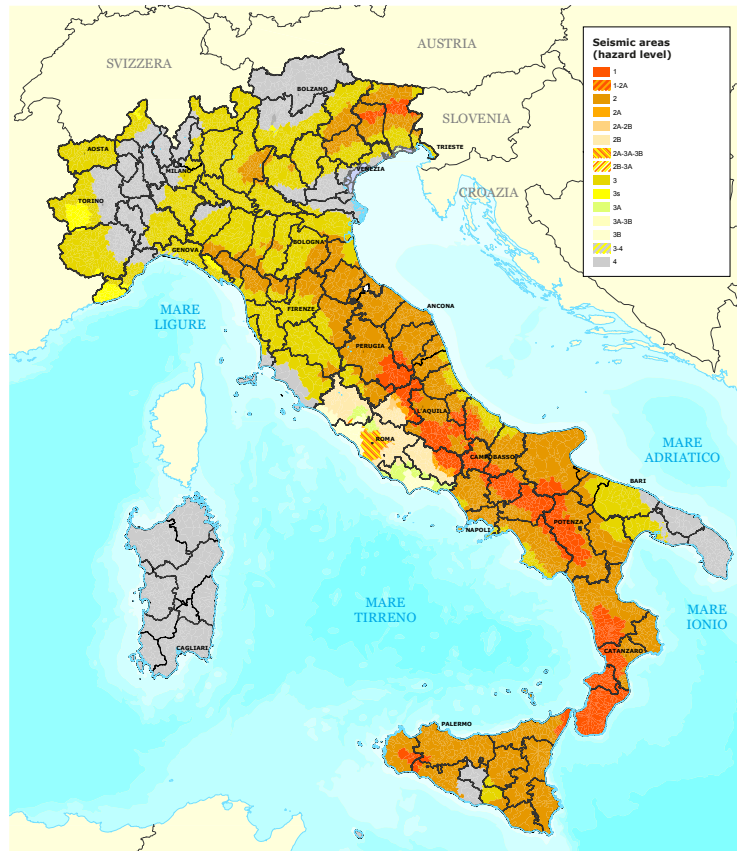 AUSTRIA
SVIZZERA
BOLZANO
SLOVENIA
AOSTA
TRIESTE
MILANO
VENEZIA
CROAZIA
TORINO
BOLOGNA
GENOVA
MARE
LIGURE
FIRENZE
ANCONA
PERUGIA
L'AQUILA
ROMA
MARE
ADRIATICO
CAMPOBASSO
BARI
NAPOLI
POTENZA
MARE
TIRRENO
MARE
IONIO
CAGLIARI
CATANZARO
PALERMO
Seismic areas
(hazard level)
1
1-2A
2
2A
2A-2B
2B
2A-3A-3B
2B-3A
3
3s
3A
3A-3B
3B
3-4
4